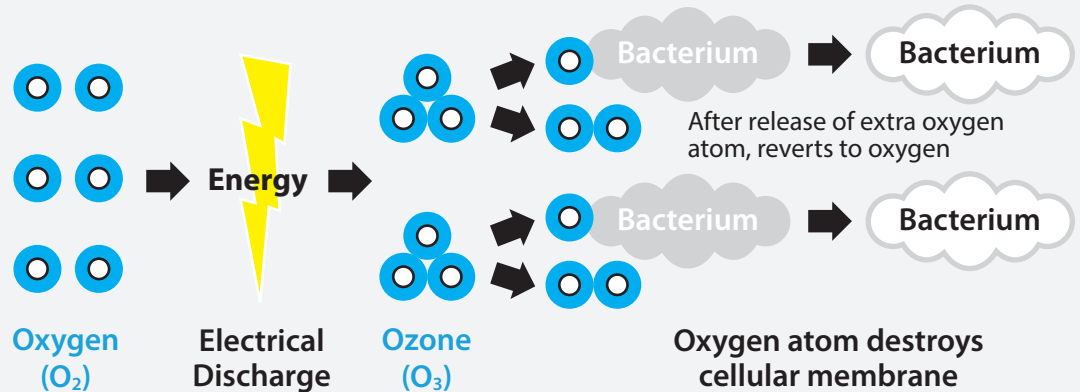 Bacterium
Bacterium
After release of extra oxygen
atom, reverts to oxygen
Energy
Bacterium
Bacterium
Oxygen
(O₂)
Electrical
Discharge
Ozone
(O₃)
Oxygen atom destroys
cellular membrane